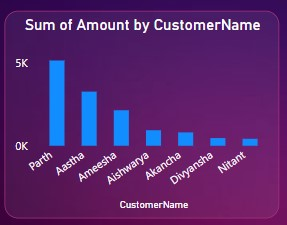 Sum of Amount by CustomerName
5K
0K
Parth
Aastha
Ameesha
Aishwarya
Akancha
Divyansha
Nitant
CustomerName